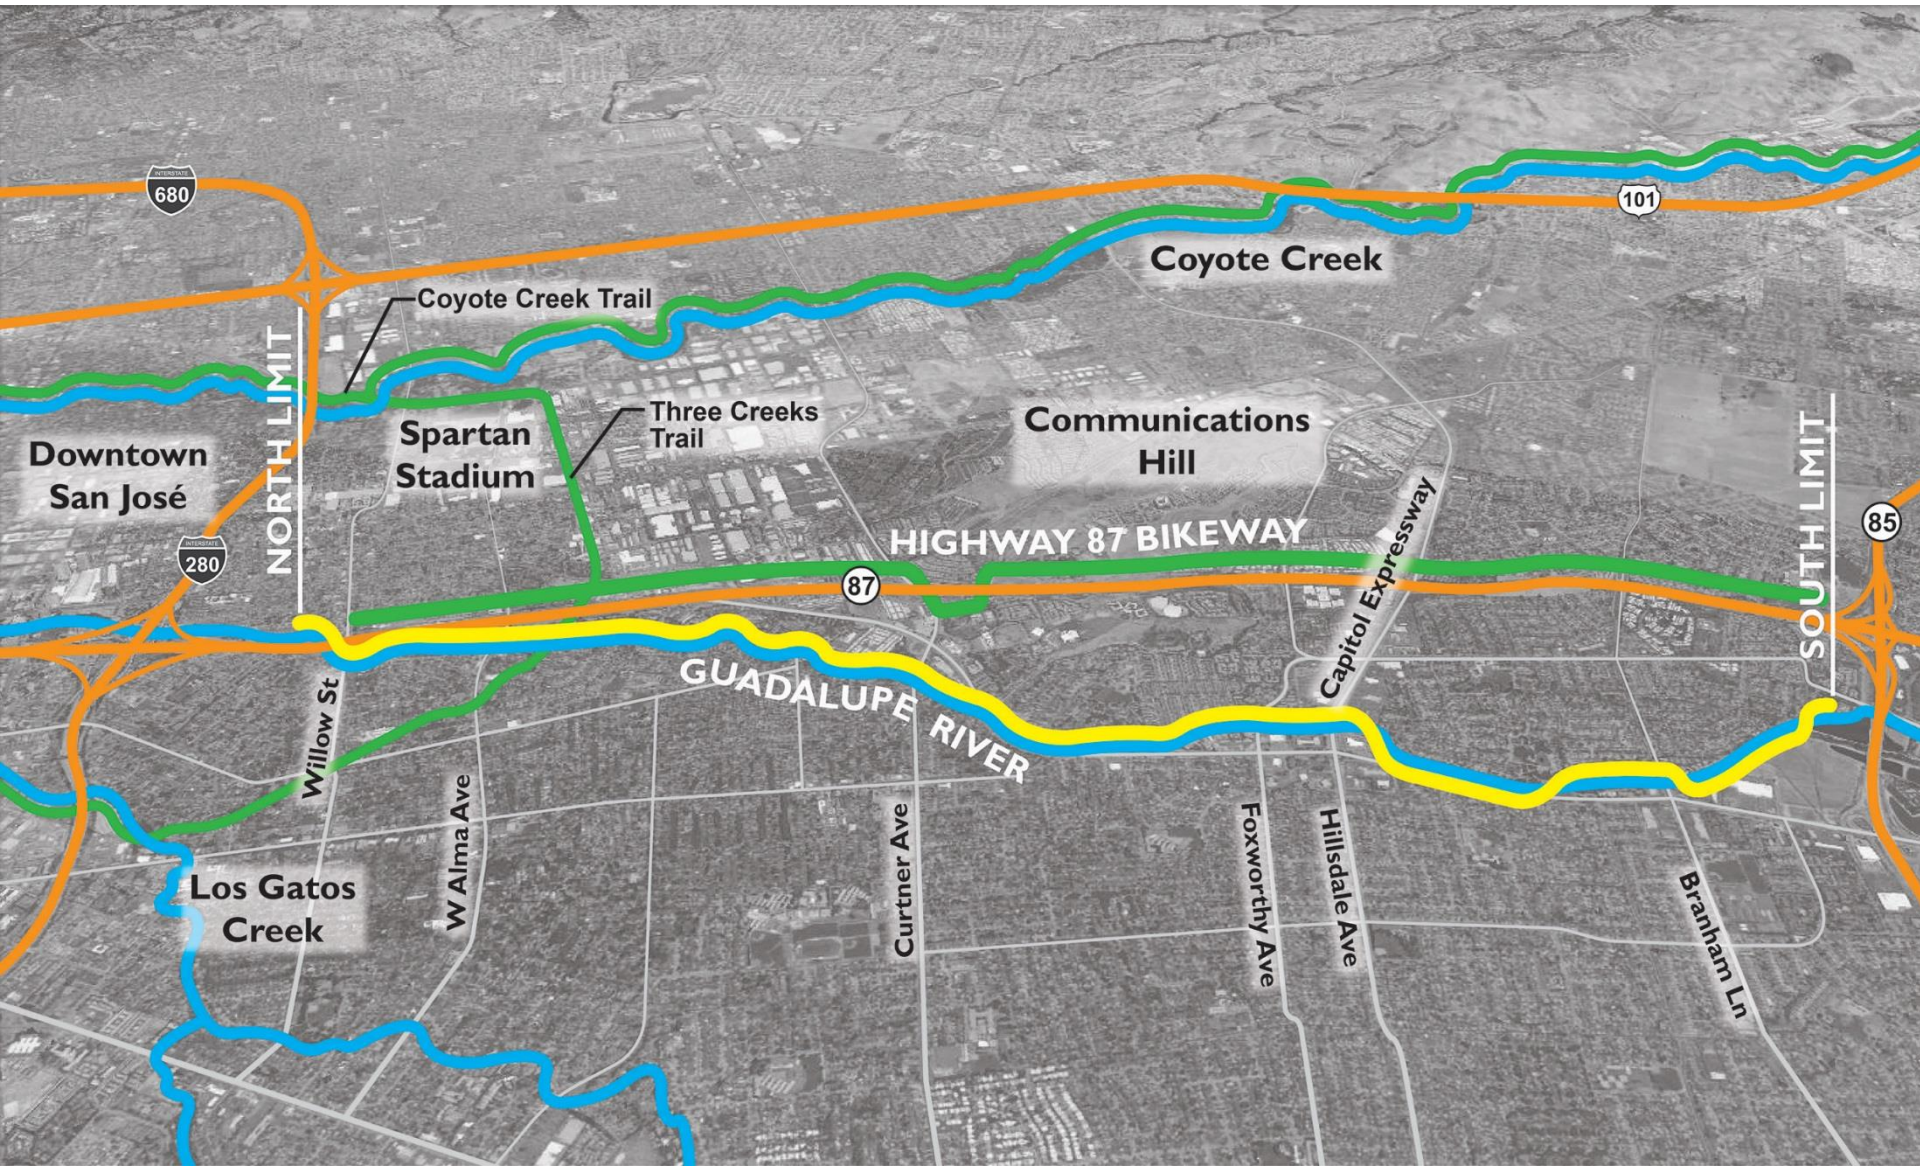 INTERSTATE
680
101
Coyote Creek
Coyote Creek Trail
NORTH LIMIT
Three Creeks
Trail
Communications
Hill
Spartan
Stadium
Downtown
San José
SOUTH LIMIT
Capitol Expressway
85
HIGHWAY 87 BIKEWAY
INTERSTATE
280
87
GUADALUPE RIVER
Willow St
W Alma Ave
Curtner Ave
Foxworthy Ave
Hillsdale Ave
Branham Ln
Los Gatos
Creek